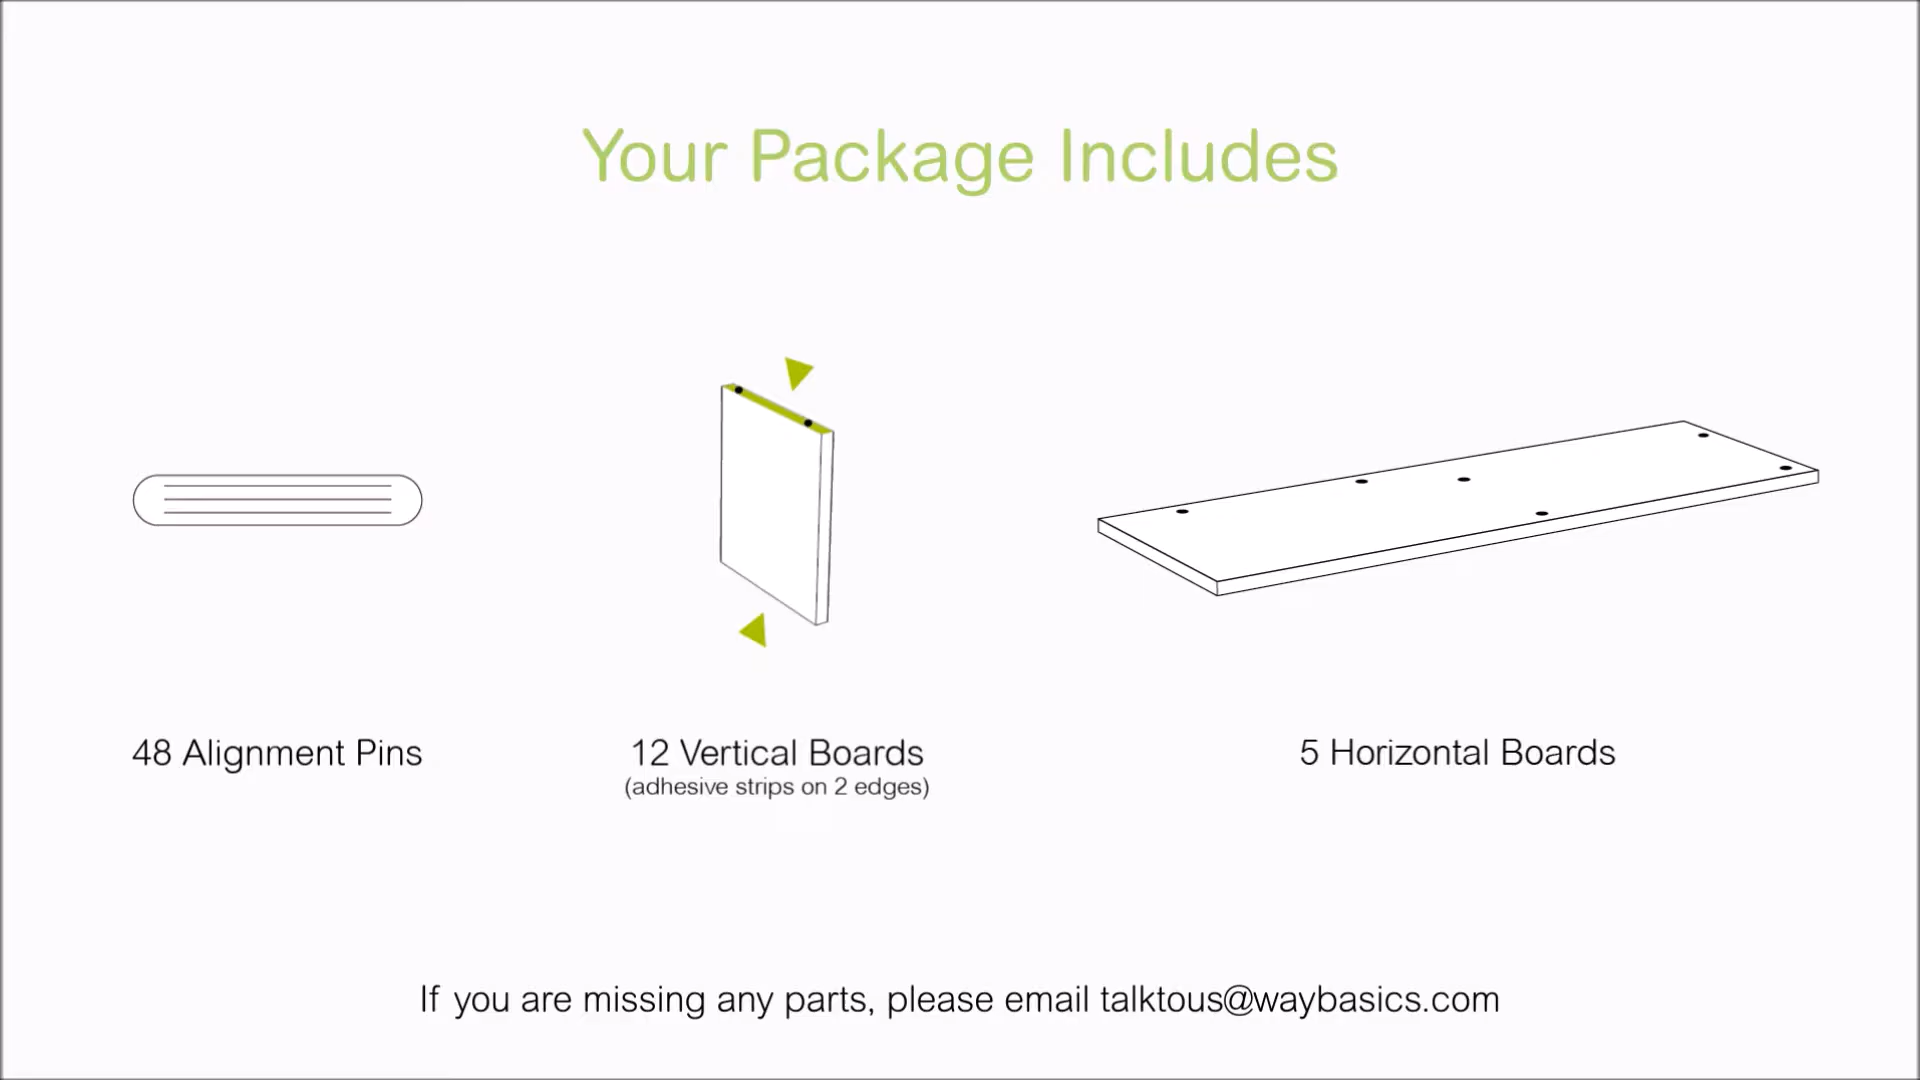 Your Package Includes
48 Alignment Pins
12 Vertical Boards
(adhesive strips on 2 edges)
5 Horizontal Boards
If you are missing any parts, please email talktous@waybasics.com